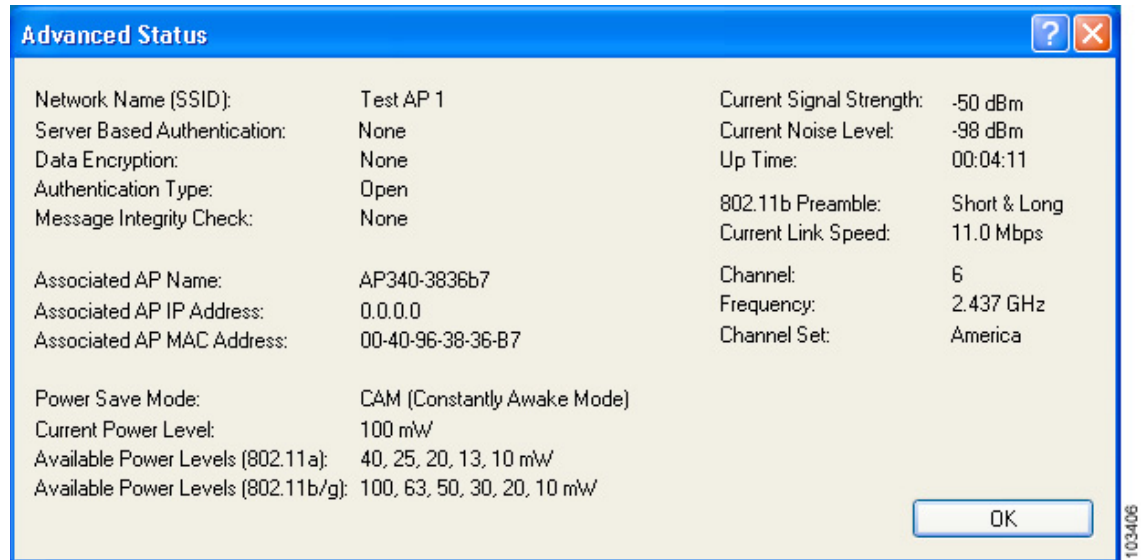 Advanced Status
Network Name (SSID): Test AP 1
Server Based Authentication: None
Data Encryption: None
Authentication Type: Open
Message Integrity Check: None
Associated AP Name: AP340-3836b7
Associated AP IP Address: 0.0.0.0
Associated AP MAC Address: 00-40-96-38-36-B7
Power Save Mode: CAM (Constantly Awake Mode)
Current Power Level: 100 mW
Available Power Levels (802.11a): 40, 25, 20, 13, 10 mW
Available Power Levels (802.11b/g): 100, 63, 50, 30, 20, 10 mW
Current Signal Strength: -50 dBm
Current Noise Level: -98 dBm
Up Time: 00:04:11
802.11b Preamble: Short & Long
Current Link Speed: 11.0 Mbps
Channel: 6
Frequency: 2.437 GHz
Channel Set: America
OK
103406